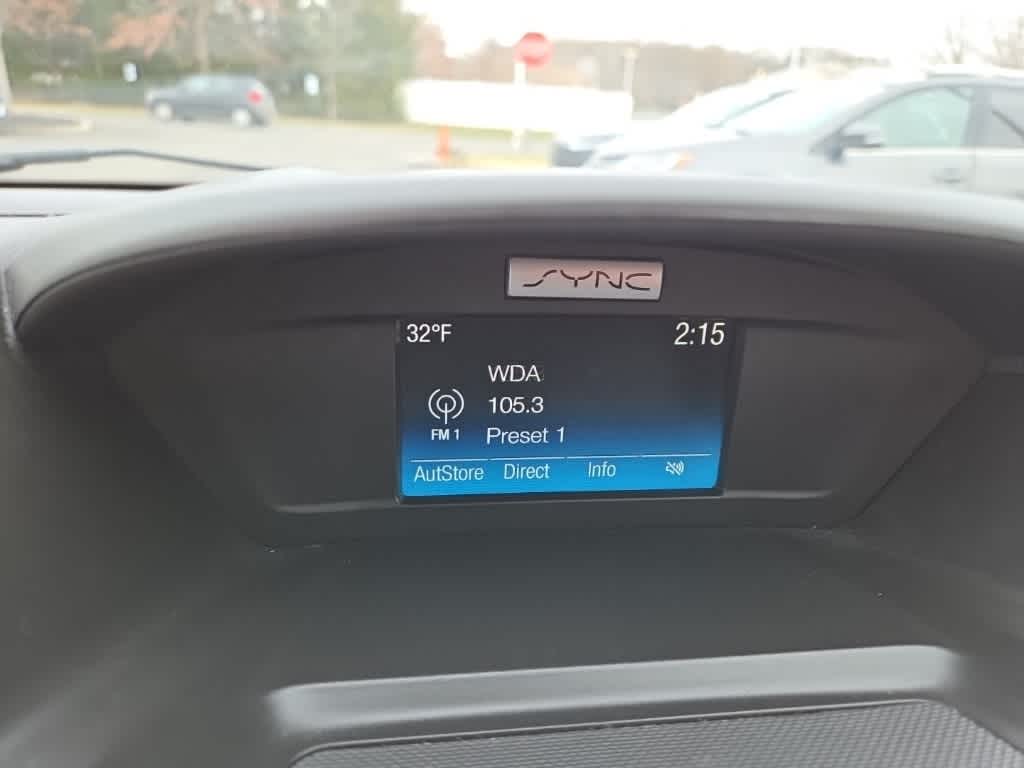 SYNC
32°F
2:15
WDA
105.3
FM 1
Preset 1
AutStore
Direct
Info